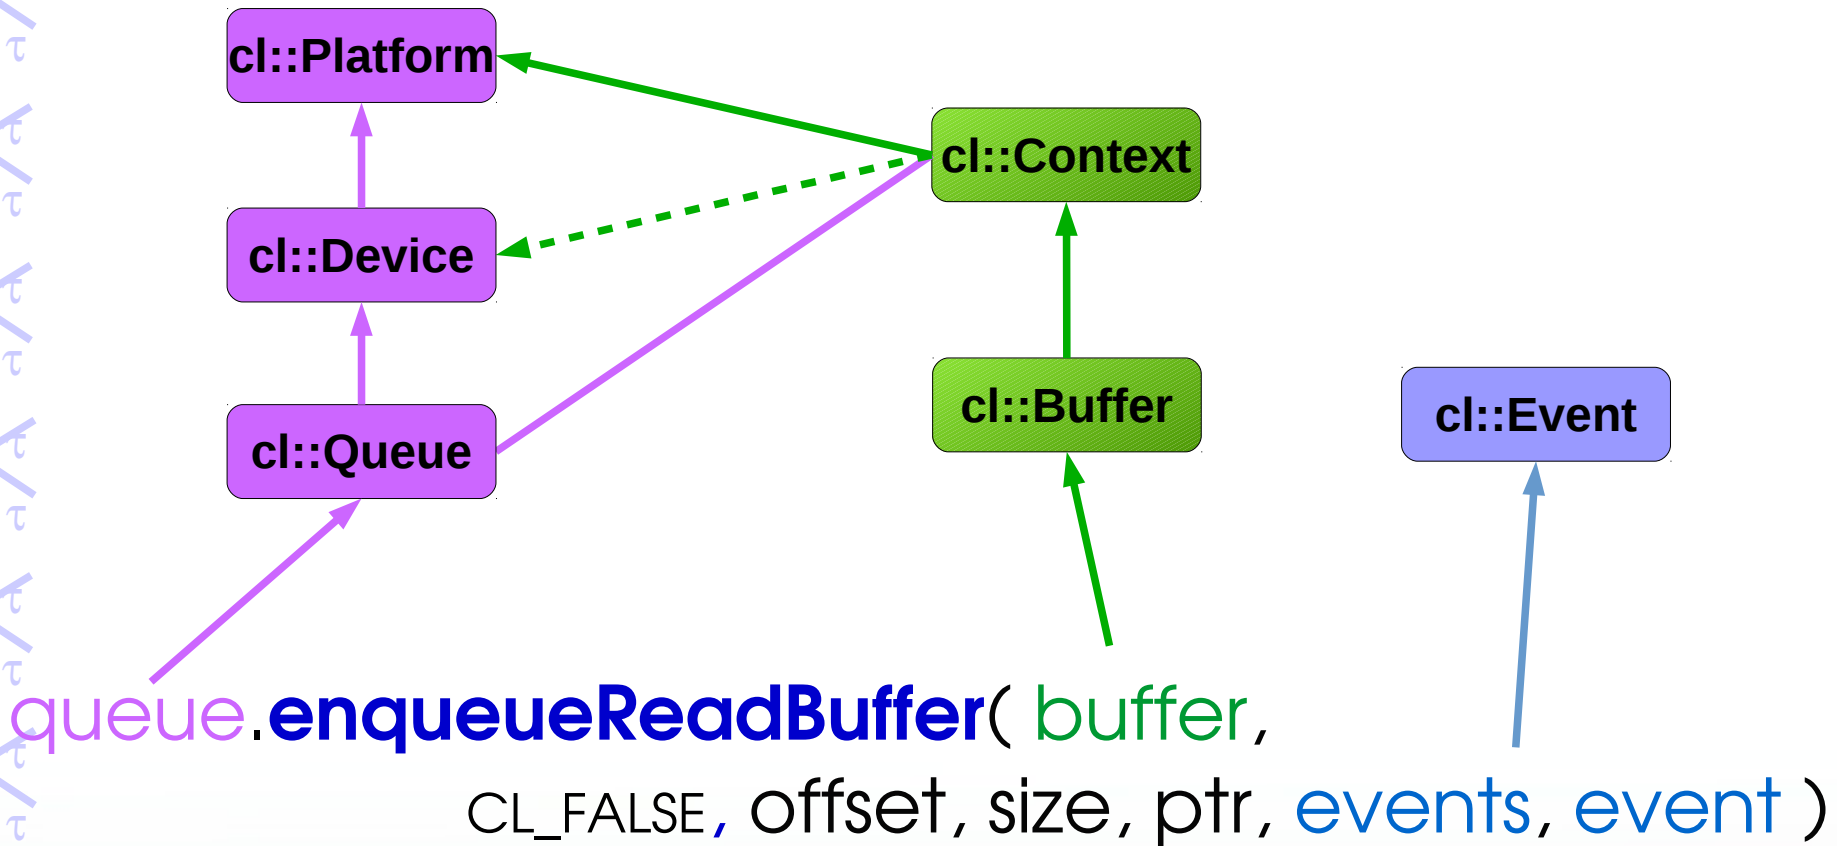 cl::Platform
cl::Context
cl::Device
cl::Buffer
cl::Event
cl::Queue
queue.enqueueReadBuffer( buffer,
CL_FALSE, offset, size, ptr, events, event )
τ
τ
τ
τ
τ
τ
τ
τ
τ
τ
τ